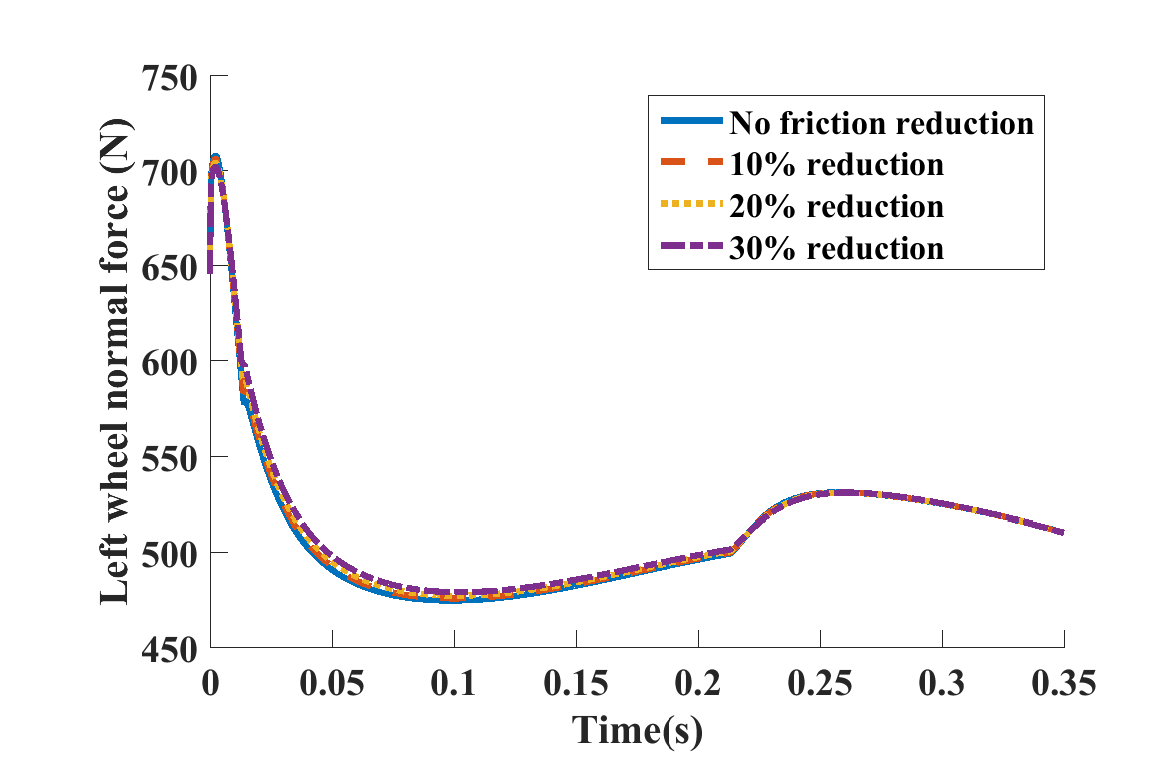 750
700
650
600
550
500
450
Left wheel normal force (N)
No friction reduction
10% reduction
20% reduction
30% reduction
0 0.05 0.1 0.15 0.2 0.25 0.3 0.35
Time(s)